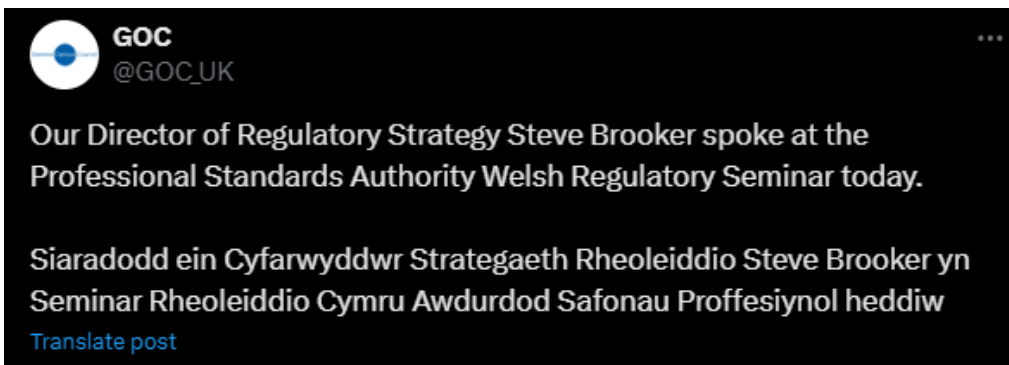 GOC
@GOC_UK
Our Director of Regulatory Strategy Steve Brooker spoke at the
Professional Standards Authority Welsh Regulatory Seminar today.
Siaradodd ein Cyfarwyddwr Strategaeth Rheoleiddio Steve Brooker yn
Seminar Rheoleiddio Cymru Awdurdod Safonau Proffesiynol heddiw
Translate post